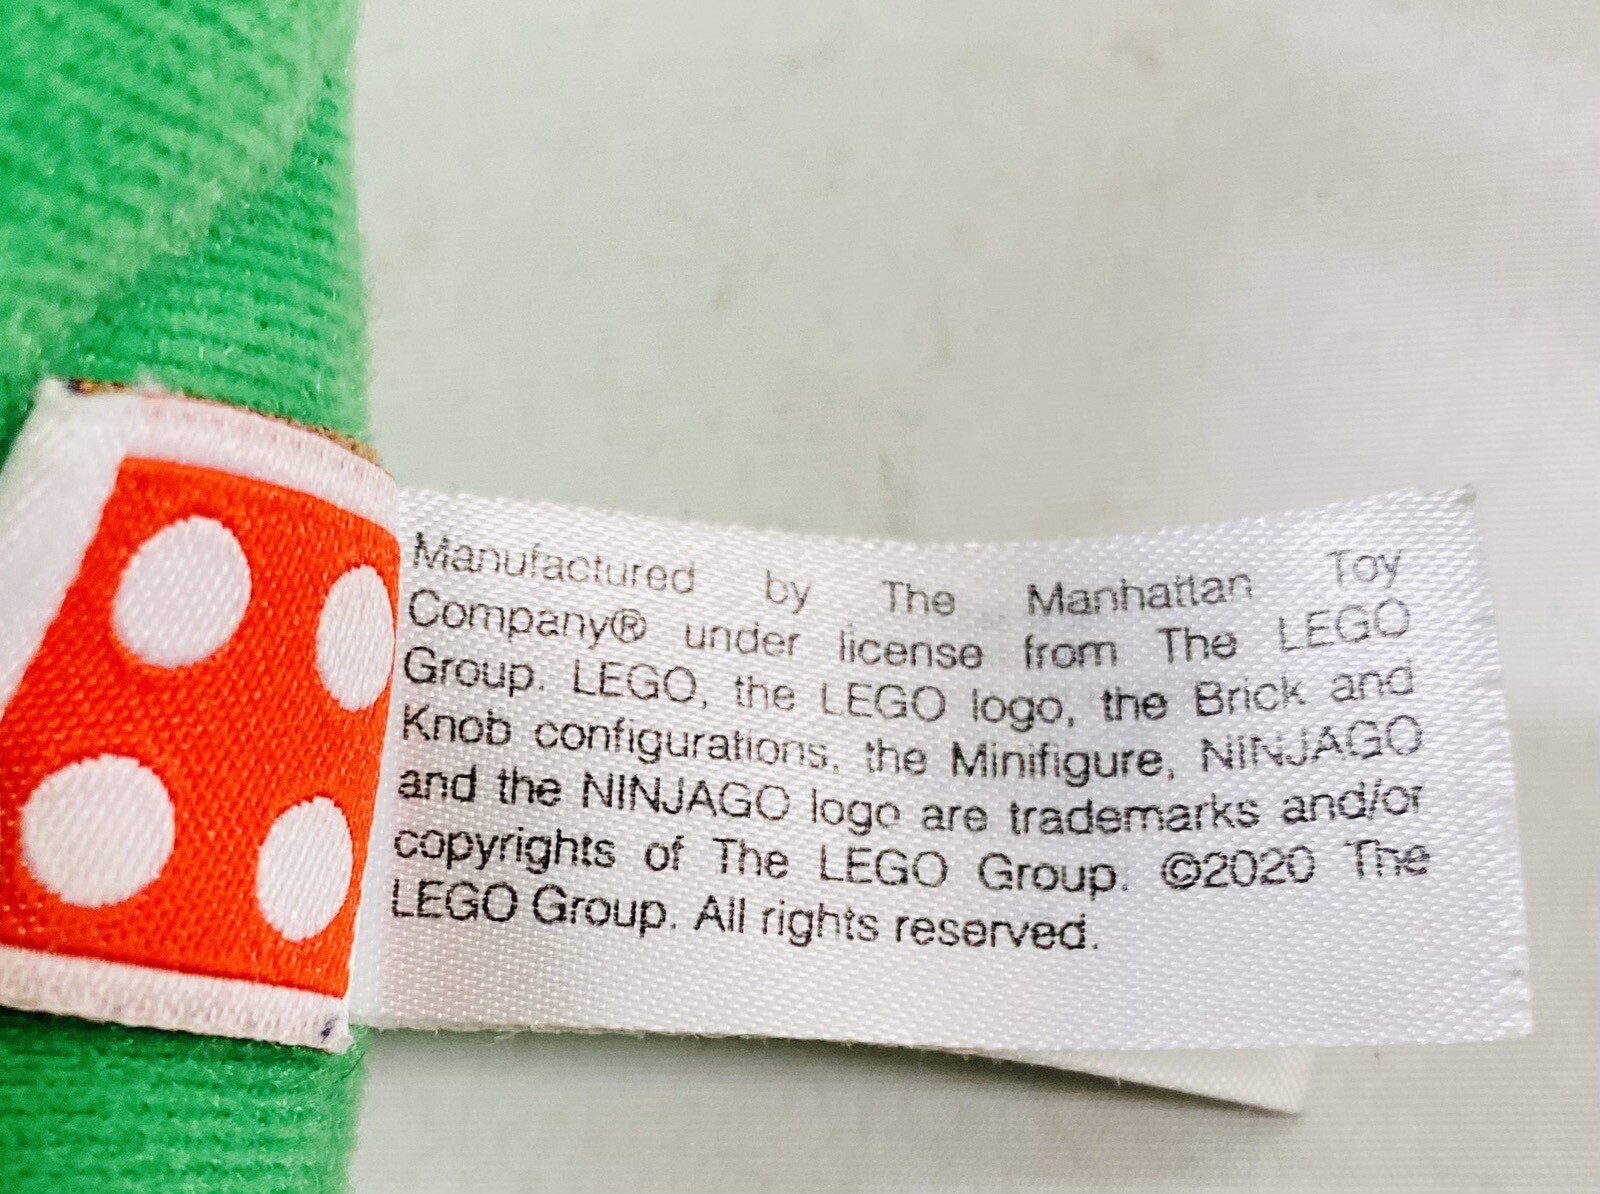 Manufactured by The Manhattan Toy
Company® under license from The LEGO
Group. LEGO, the LEGO logo, the Brick and
Knob configurations, the Minifigure, NINJAGO
and the NINJAGO logo are trademarks and/or
copyrights of The LEGO Group. ©2020 The
LEGO Group. All rights reserved.